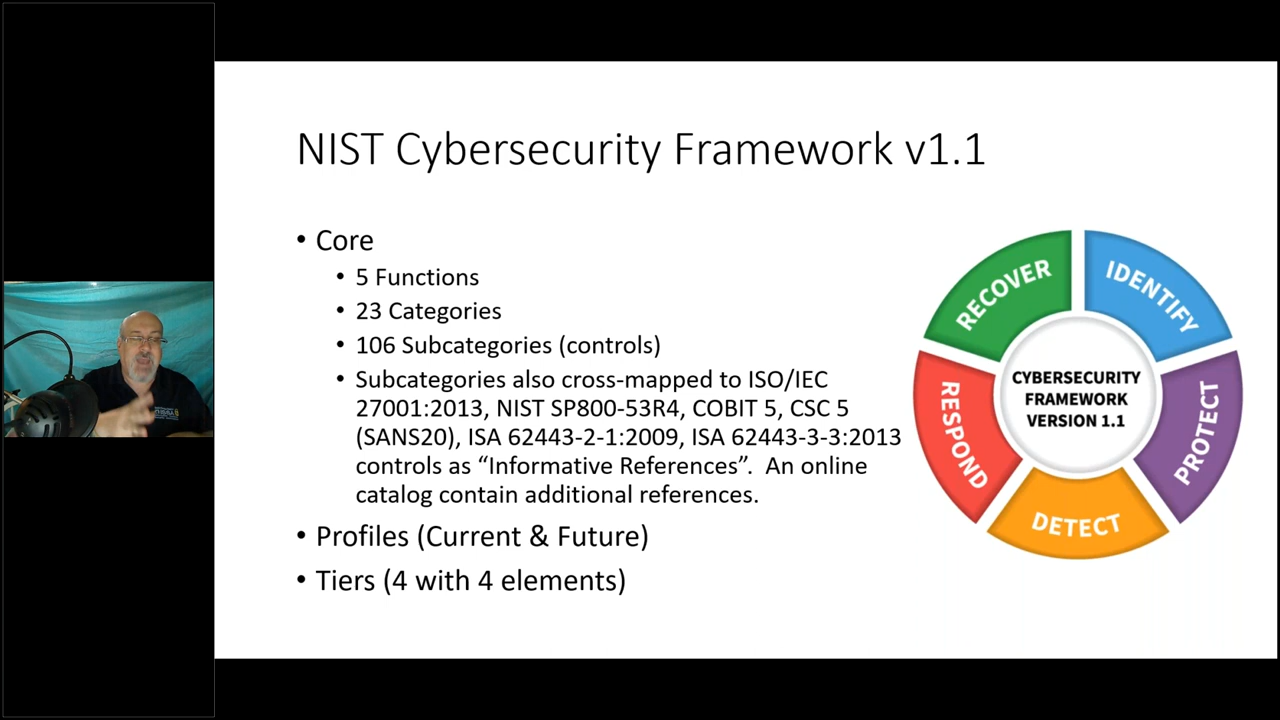 NIST Cybersecurity Framework v1.1
• Core
• 5 Functions
• 23 Categories
• 106 Subcategories (controls)
• Subcategories also cross-mapped to ISO/IEC
27001:2013, NIST SP800-53R4, COBIT 5, CSC 5
(SANS20), ISA 62443-2-1:2009, ISA 62443-3-3:2013
controls as “Informative References”.  An online
catalog contain additional references.
• Profiles (Current & Future)
• Tiers (4 with 4 elements)
IDENTIFY
PROTECT
DETECT
RESPOND
RECOVER
CYBERSECURITY
FRAMEWORK
VERSION 1.1